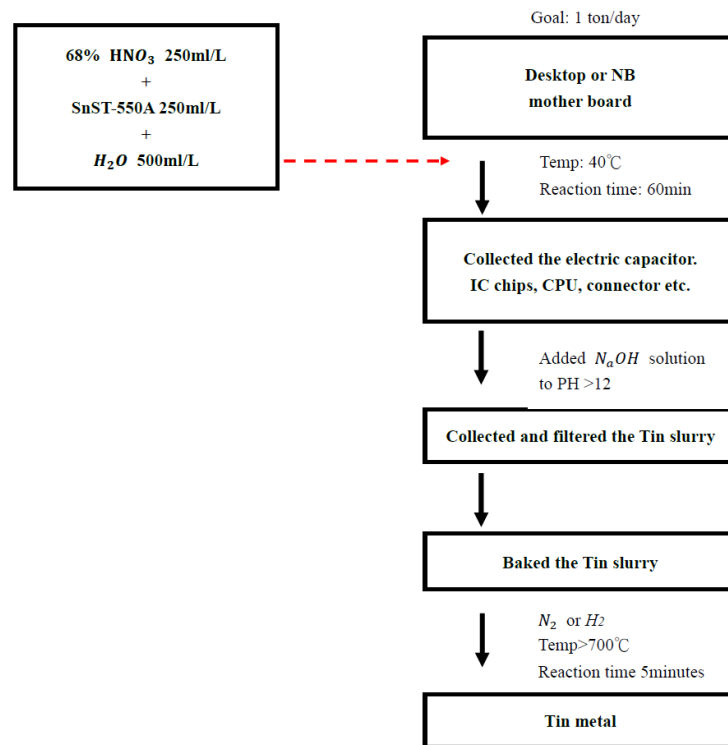 Goal: 1 ton/day
68% HNO₃ 250ml/L
+
SnST-550A 250ml/L
+
H₂O 500ml/L
Desktop or NB
mother board
Temp: 40℃
Reaction time: 60min
Collected the electric capacitor.
IC chips, CPU, connector etc.
Added NₐOH solution
to PH >12
Collected and filtered the Tin slurry
Baked the Tin slurry
N₂ or H₂
Temp>700℃
Reaction time 5minutes
Tin metal